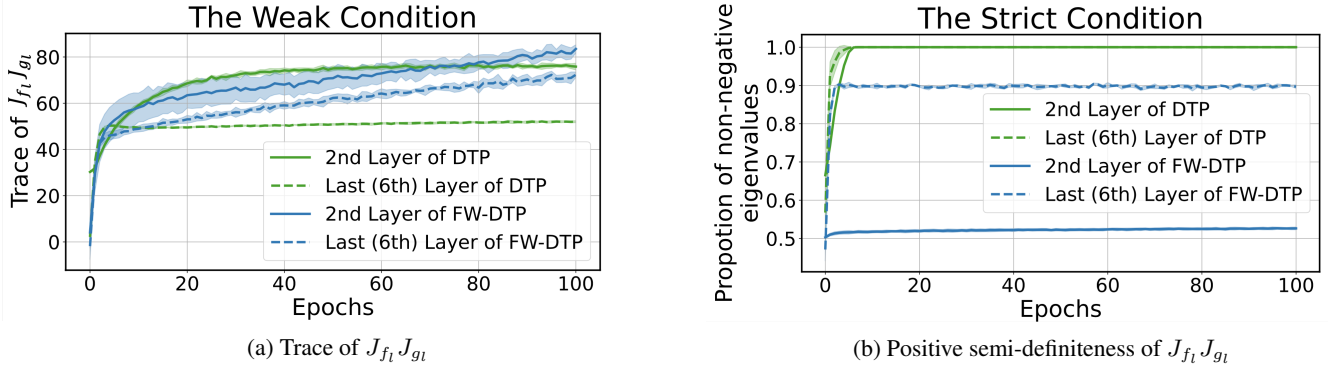 The Weak Condition
Trace of J_{f_l} J_{g_l}
80
60
40
20
0
2nd Layer of DTP
Last (6th) Layer of DTP
2nd Layer of FW-DTP
Last (6th) Layer of FW-DTP
0 20 40 60 80 100
Epochs
(a) Trace of J_{f_l} J_{g_l}
The Strict Condition
Propotion of non-negative
eigenvalues
1.0
0.9
0.8
0.7
0.6
0.5
2nd Layer of DTP
Last (6th) Layer of DTP
2nd Layer of FW-DTP
Last (6th) Layer of FW-DTP
0 20 40 60 80 100
Epochs
(b) Positive semi-definiteness of J_{f_l} J_{g_l}